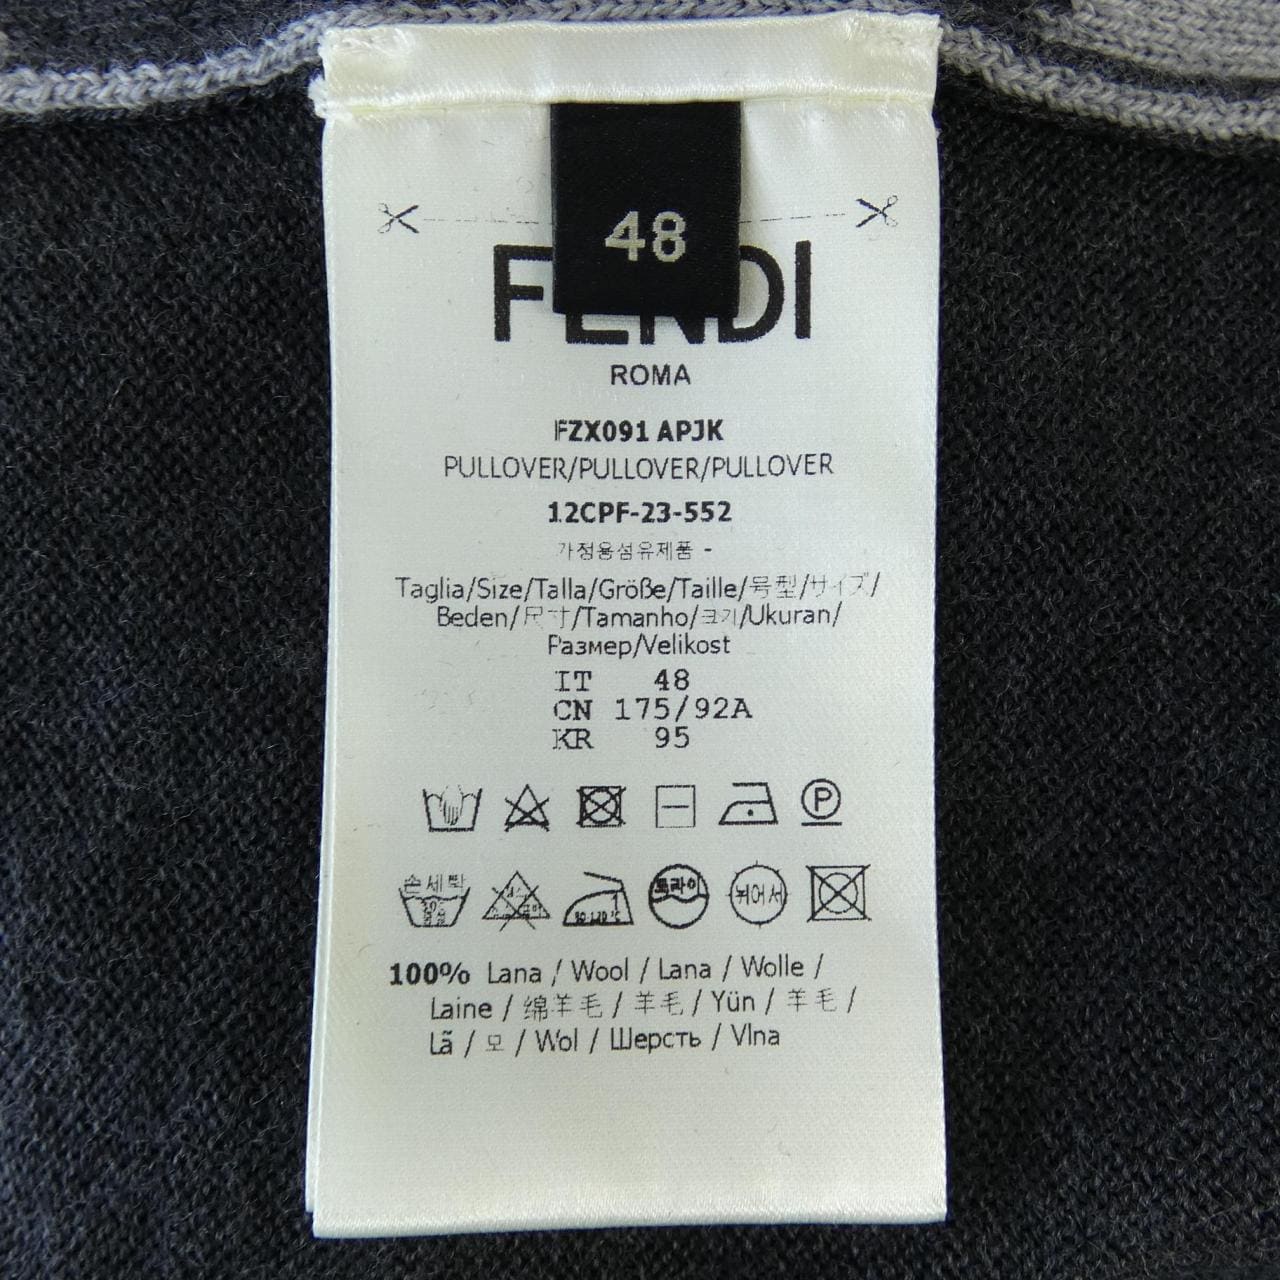 48
FENDI
ROMA
FZX091 APJK
PULLOVER/PULLOVER/PULLOVER
12CPF-23-552
가정용섬유제품 -
Taglia/Size/Talla/Größe/Taille/号型/サイズ/
Beden/尺寸/Tamanho/크기/Ukuran/
Размер/Velikost
IT 48
CN 175/92A
KR 95
P
손세탁
드라이
뉘어서
100% Lana / Wool / Lana / Wolle /
Laine / 绵羊毛 / 羊毛 / Yün / 羊毛 /
Lã / 모 / Wol / Шерсть / Vlna